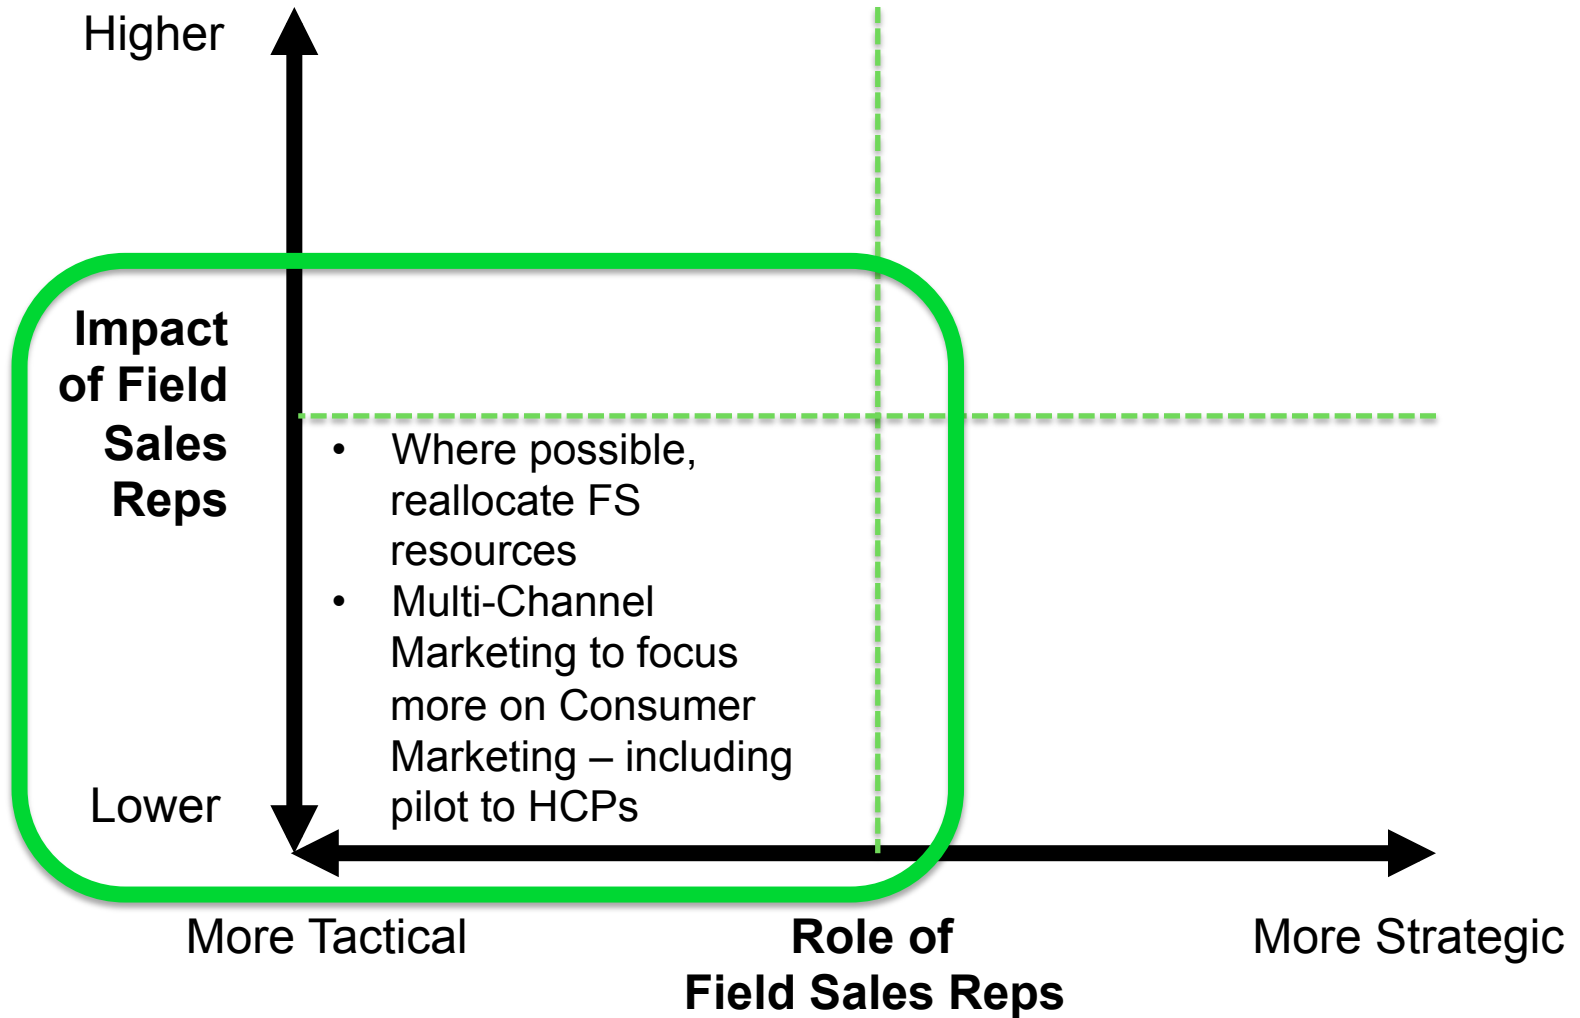 Higher
Impact
of Field
Sales
Reps
• Where possible,
reallocate FS
resources
• Multi-Channel
Marketing to focus
more on Consumer
Marketing – including
pilot to HCPs
Lower
More Tactical
Role of
Field Sales Reps
More Strategic